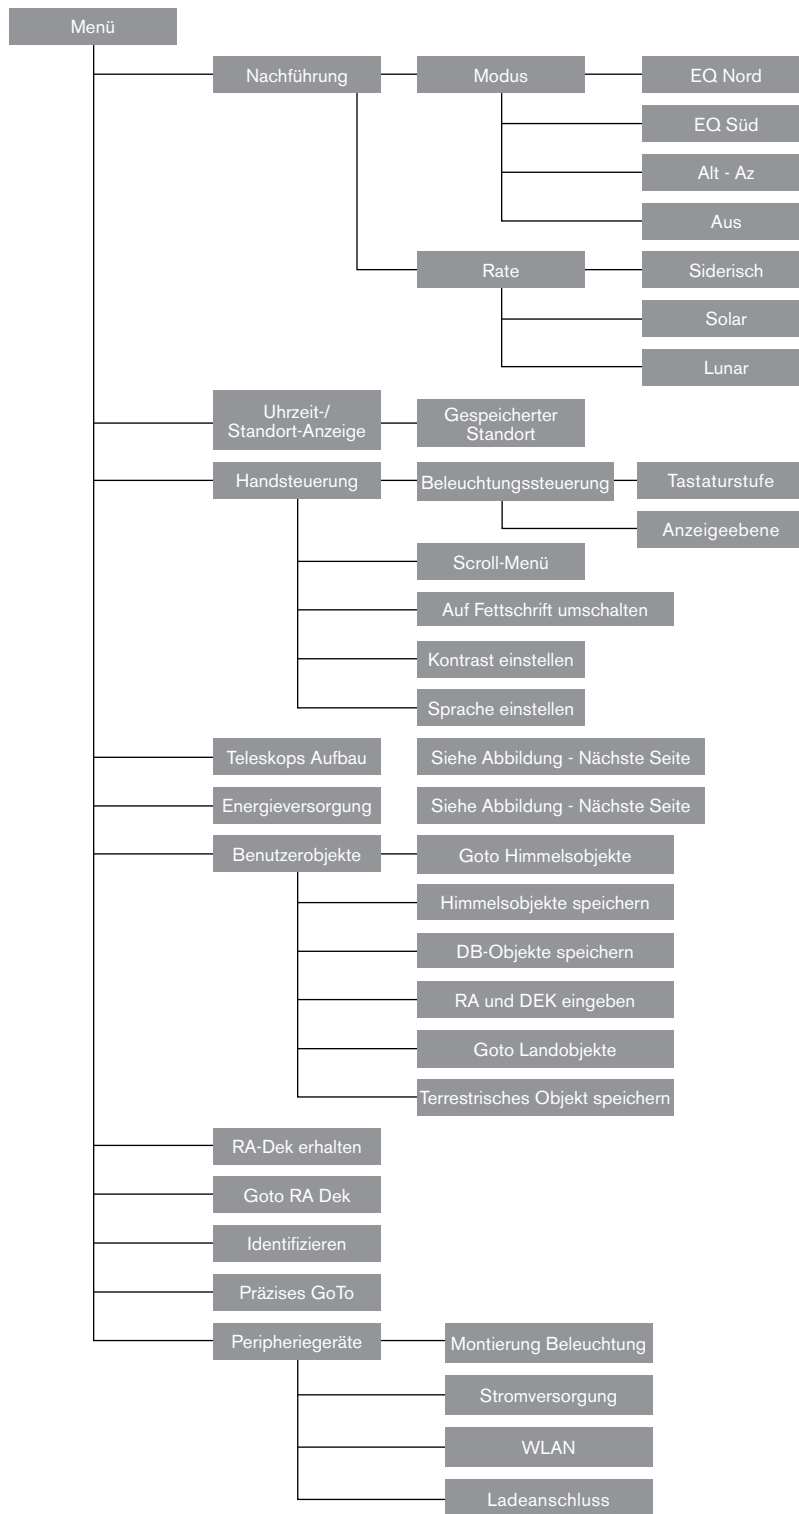 Menü
Nachführung
Modus
EQ Nord
EQ Süd
Alt - Az
Aus
Rate
Siderisch
Solar
Lunar
Uhrzeit-/
Standort-Anzeige
Gespeicherter
Standort
Handsteuerung
Beleuchtungssteuerung
Tastaturstufe
Anzeigeebene
Scroll-Menü
Auf Fettschrift umschalten
Kontrast einstellen
Sprache einstellen
Teleskops Aufbau
Siehe Abbildung - Nächste Seite
Energieversorgung
Siehe Abbildung - Nächste Seite
Benutzerobjekte
Goto Himmelsobjekte
Himmelsobjekte speichern
DB-Objekte speichern
RA und DEK eingeben
Goto Landobjekte
Terrestrisches Objekt speichern
RA-Dek erhalten
Goto RA Dek
Identifizieren
Präzises GoTo
Peripheriegeräte
Montierung Beleuchtung
Stromversorgung
WLAN
Ladeanschluss